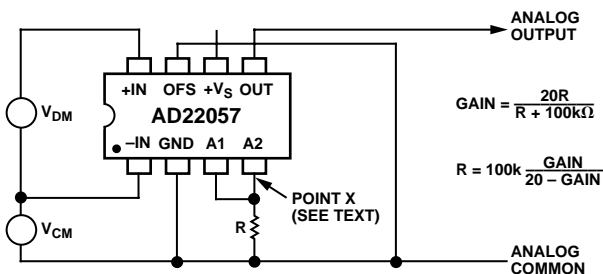 ANALOG
OUTPUT
+IN OFS +VS OUT
AD22057
–IN GND A1 A2
VDM
VCM
GAIN = 20R / R + 100kΩ
R = 100k GAIN / 20 – GAIN
POINT X
(SEE TEXT)
R
ANALOG
COMMON